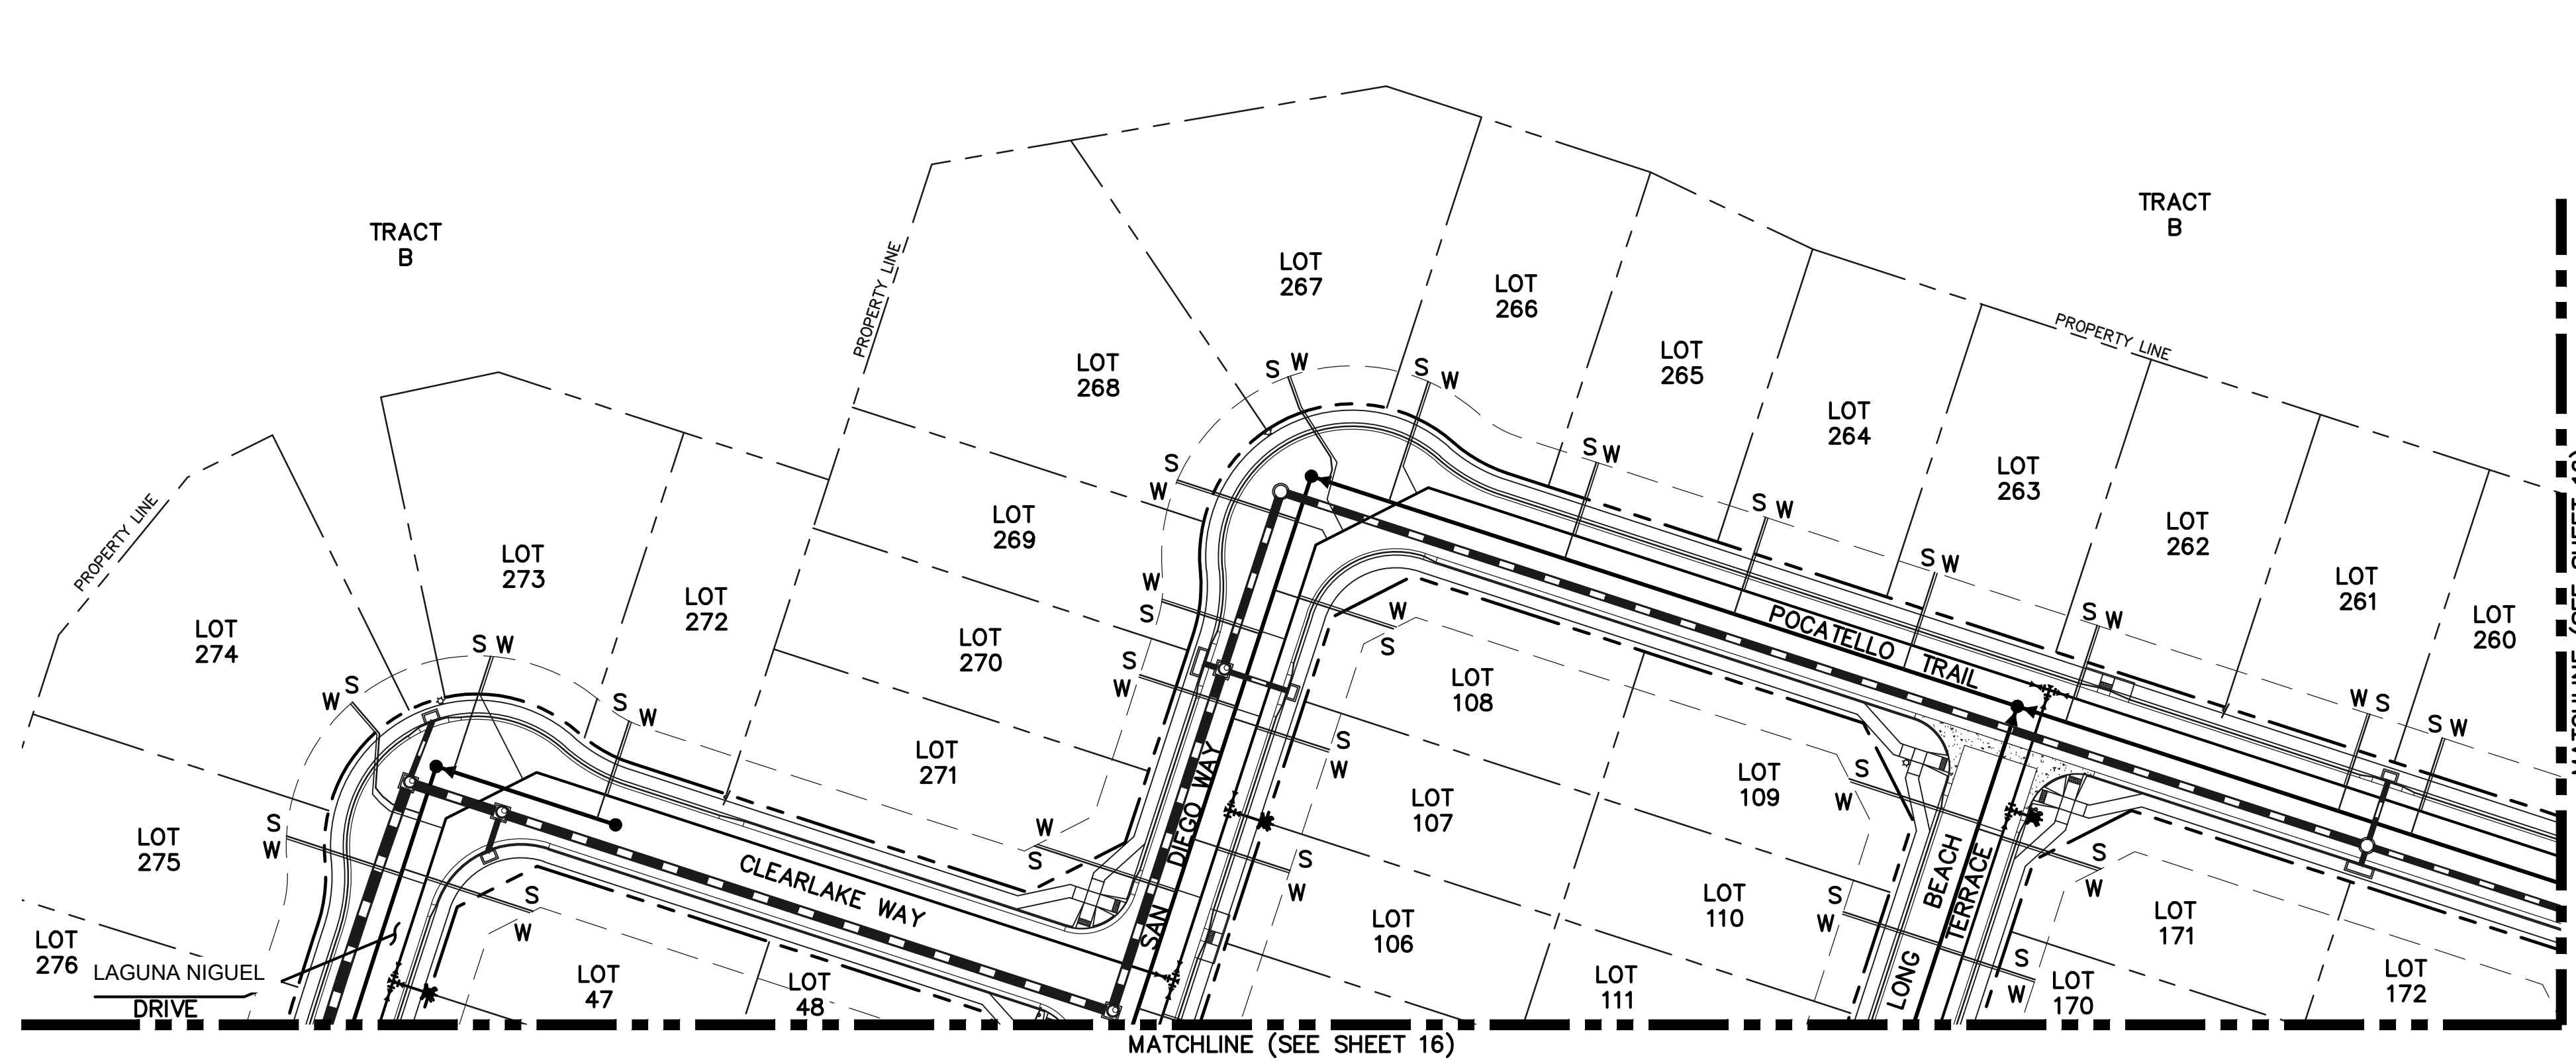 TRACT
B
TRACT
B
PROPERTY LINE
PROPERTY LINE
PROPERTY LINE
LOT
267
LOT
266
LOT
265
LOT
268
LOT
264
LOT
263
LOT
262
LOT
261
LOT
260
LOT
269
LOT
273
LOT
272
LOT
274
LOT
270
LOT
271
LOT
108
LOT
107
LOT
109
LOT
106
LOT
110
LOT
111
LOT
171
LOT
170
LOT
172
LOT
275
LOT
276
LOT
47
LOT
48
S W
S W
S W
S W
S W
S W
W S
S W
S
W
W
S
S
W
W
S
S
W
S
W
W
S
S W
S W
W S
S
W
S
W
S
W
S
W
S
W
S
W
POCATELLO TRAIL
SAN DIEGO WAY
CLEARLAKE WAY
LONG BEACH
TERRACE
LAGUNA NIGUEL
DRIVE
MATCHLINE (SEE SHEET 16)